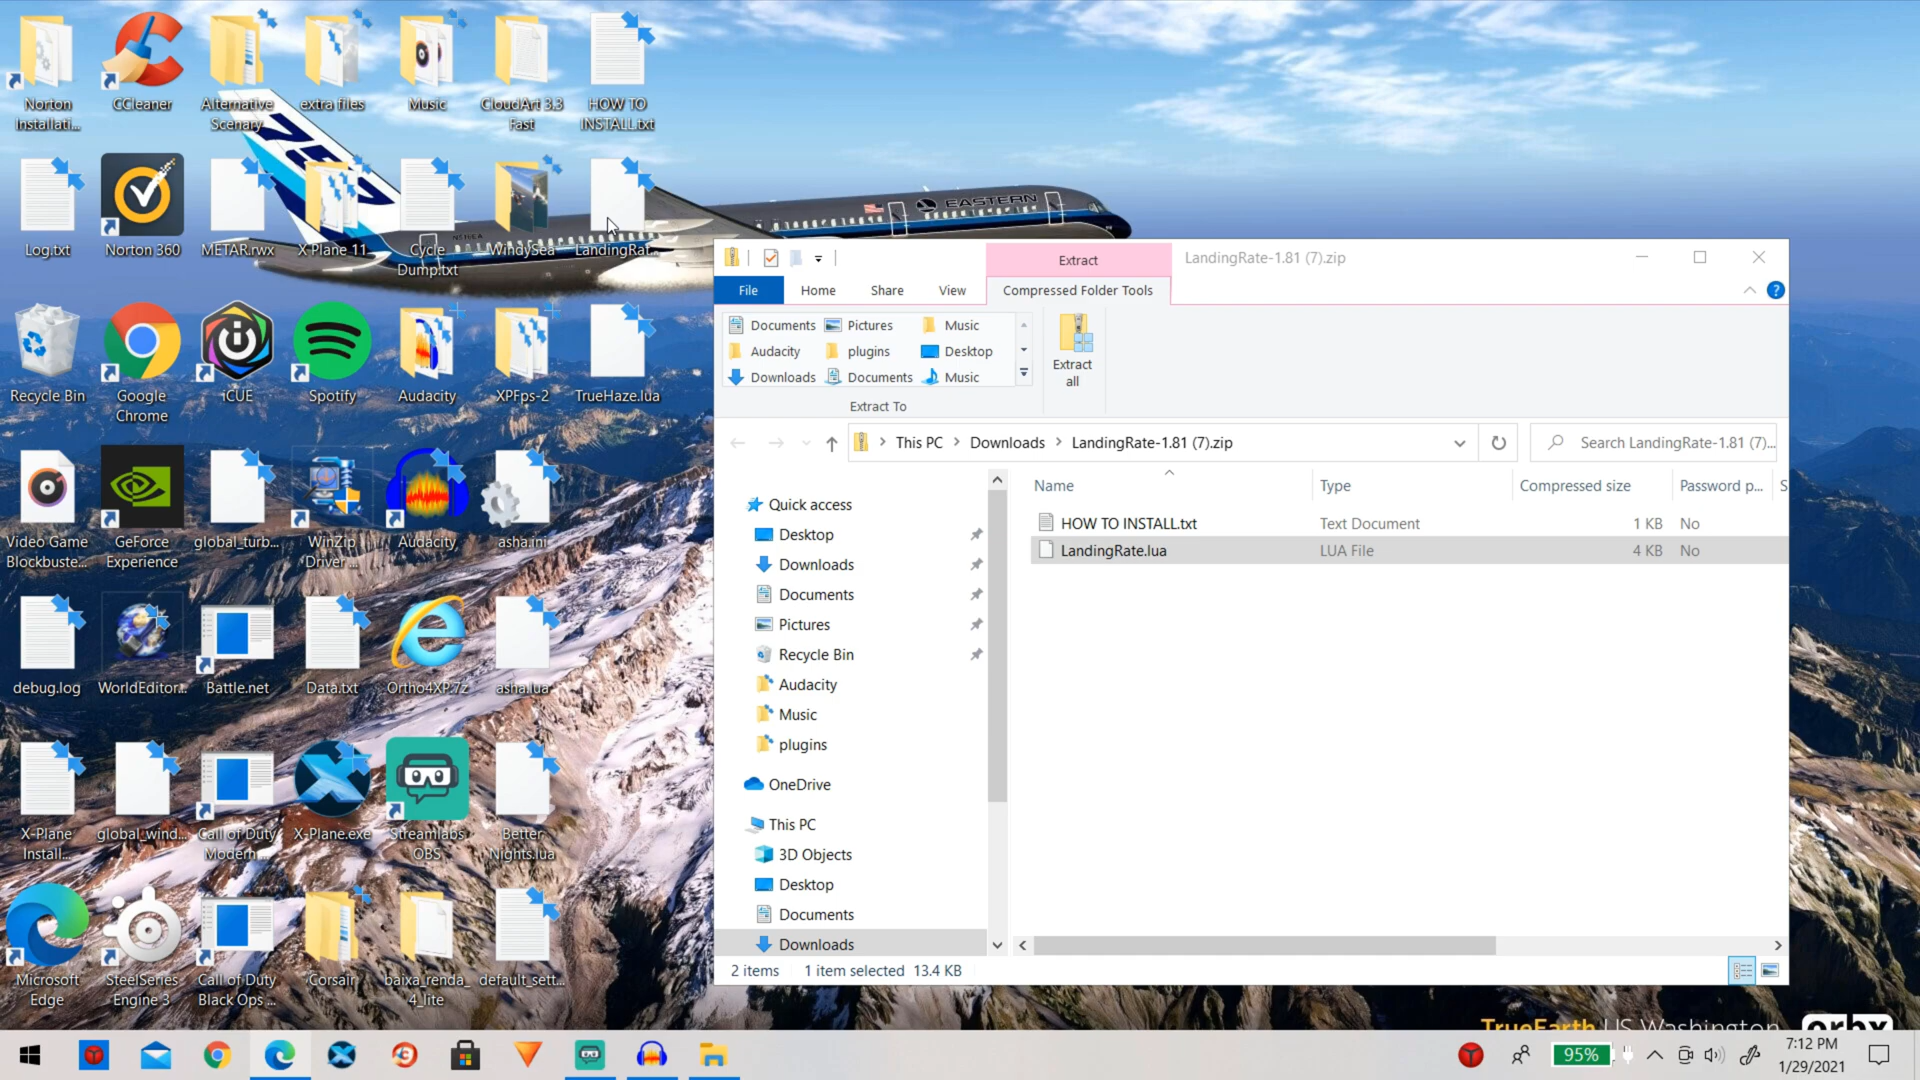 Norton
Installati...
CCleaner
Alternative
Scenary
extra files
Music
CloudArt 3.3
Fast
HOW TO
INSTALL.txt
Log.txt
Norton 360
METAR.rwx
X Plane 11
Cycle
Dump.txt
WindySea
LandingRat...
EASTERN
Recycle Bin
Google
Chrome
iCUE
Spotify
Audacity
XPFps-2
TrueHaze.lua
Video Game
Blockbuste...
GeForce
Experience
global_turb...
WinZip
Driver ...
Audacity
asha.ini
debug.log
WorldEditor...
Battle.net
Data.txt
Ortho4XP.7z
asha.lua
X-Plane
Install...
global_wind...
Call of Duty
Modern ...
X-Plane.exe
Streamlabs
OBS
Better
Nights.lua
Microsoft
Edge
SteelSeries
Engine 3
Call of Duty
Black Ops ...
Corsair
baixa_renda_
4_lite
default_sett...
Extract
LandingRate-1.81 (7).zip
File
Home
Share
View
Compressed Folder Tools
Documents
Pictures
Music
Audacity
plugins
Desktop
Downloads
Documents
Music
Extract To
Extract
all
This PC
Downloads
LandingRate-1.81 (7).zip
Search LandingRate-1.81 (7)...
Name
Type
Compressed size
Password p...
S
HOW TO INSTALL.txt
Text Document
1 KB
No
LandingRate.lua
LUA File
4 KB
No
Quick access
Desktop
Downloads
Documents
Pictures
Recycle Bin
Audacity
Music
plugins
OneDrive
This PC
3D Objects
Desktop
Documents
Downloads
2 items
1 item selected 13.4 KB
TrueEarth US Washington
orbx
95%
7:12 PM
1/29/2021